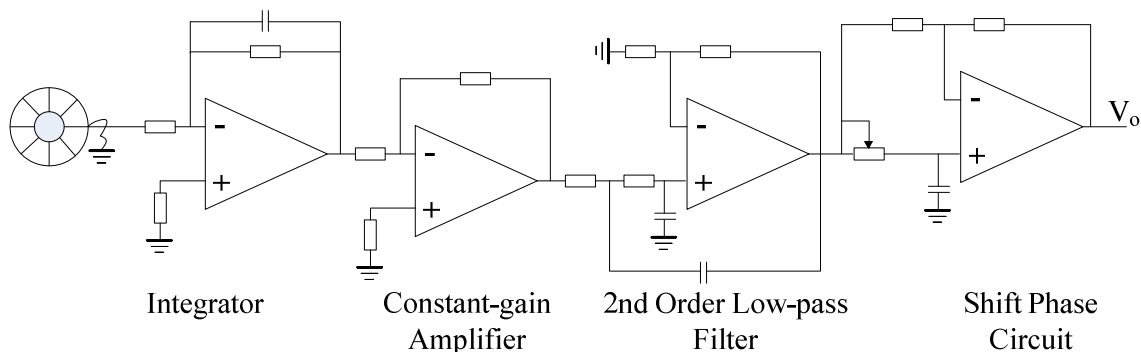 -
+
-
+
-
+
-
+
Vo
Integrator
Constant-gain
Amplifier
2nd Order Low-pass
Filter
Shift Phase
Circuit